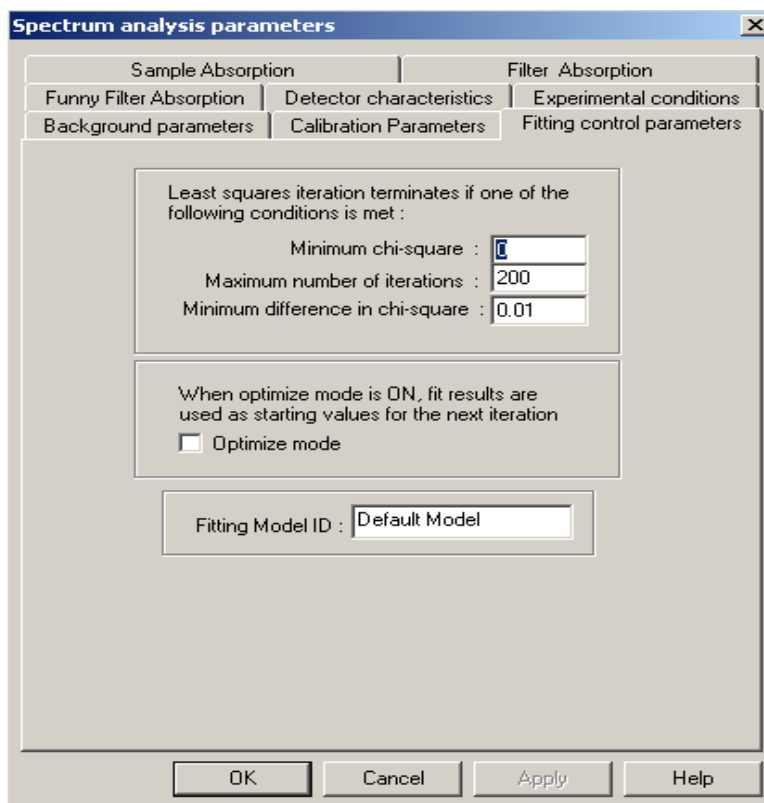 Spectrum analysis parameters
Sample Absorption Filter Absorption
Funny Filter Absorption Detector characteristics Experimental conditions
Background parameters Calibration Parameters Fitting control parameters
Least squares iteration terminates if one of the
following conditions is met :
Minimum chi-square : 0
Maximum number of iterations : 200
Minimum difference in chi-square : 0.01
When optimize mode is ON, fit results are
used as starting values for the next iteration
Optimize mode
Fitting Model ID : Default Model
OK Cancel Apply Help